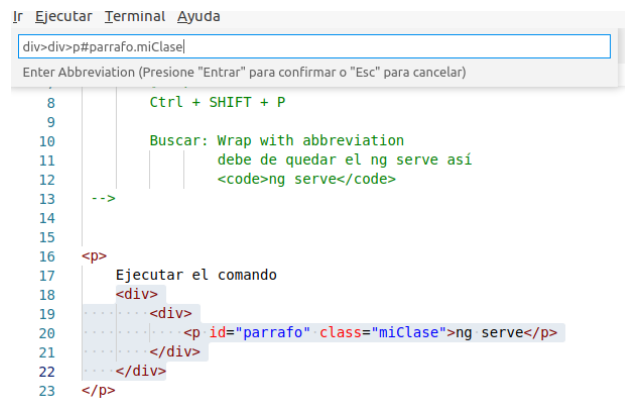 Ir Ejecutar Terminal Ayuda
div>div>p#parrafo.miClase
Enter Abbreviation (Presione "Entrar" para confirmar o "Esc" para cancelar)
8 Ctrl + SHIFT + P
9
10 Buscar: Wrap with abbreviation
11 debe de quedar el ng serve así
12 <code>ng serve</code>
13 -->
14
15
16 <p>
17 Ejecutar el comando
18 <div>
19 <div>
20 <p id="parrafo" class="miClase">ng serve</p>
21 </div>
22 </div>
23 </p>